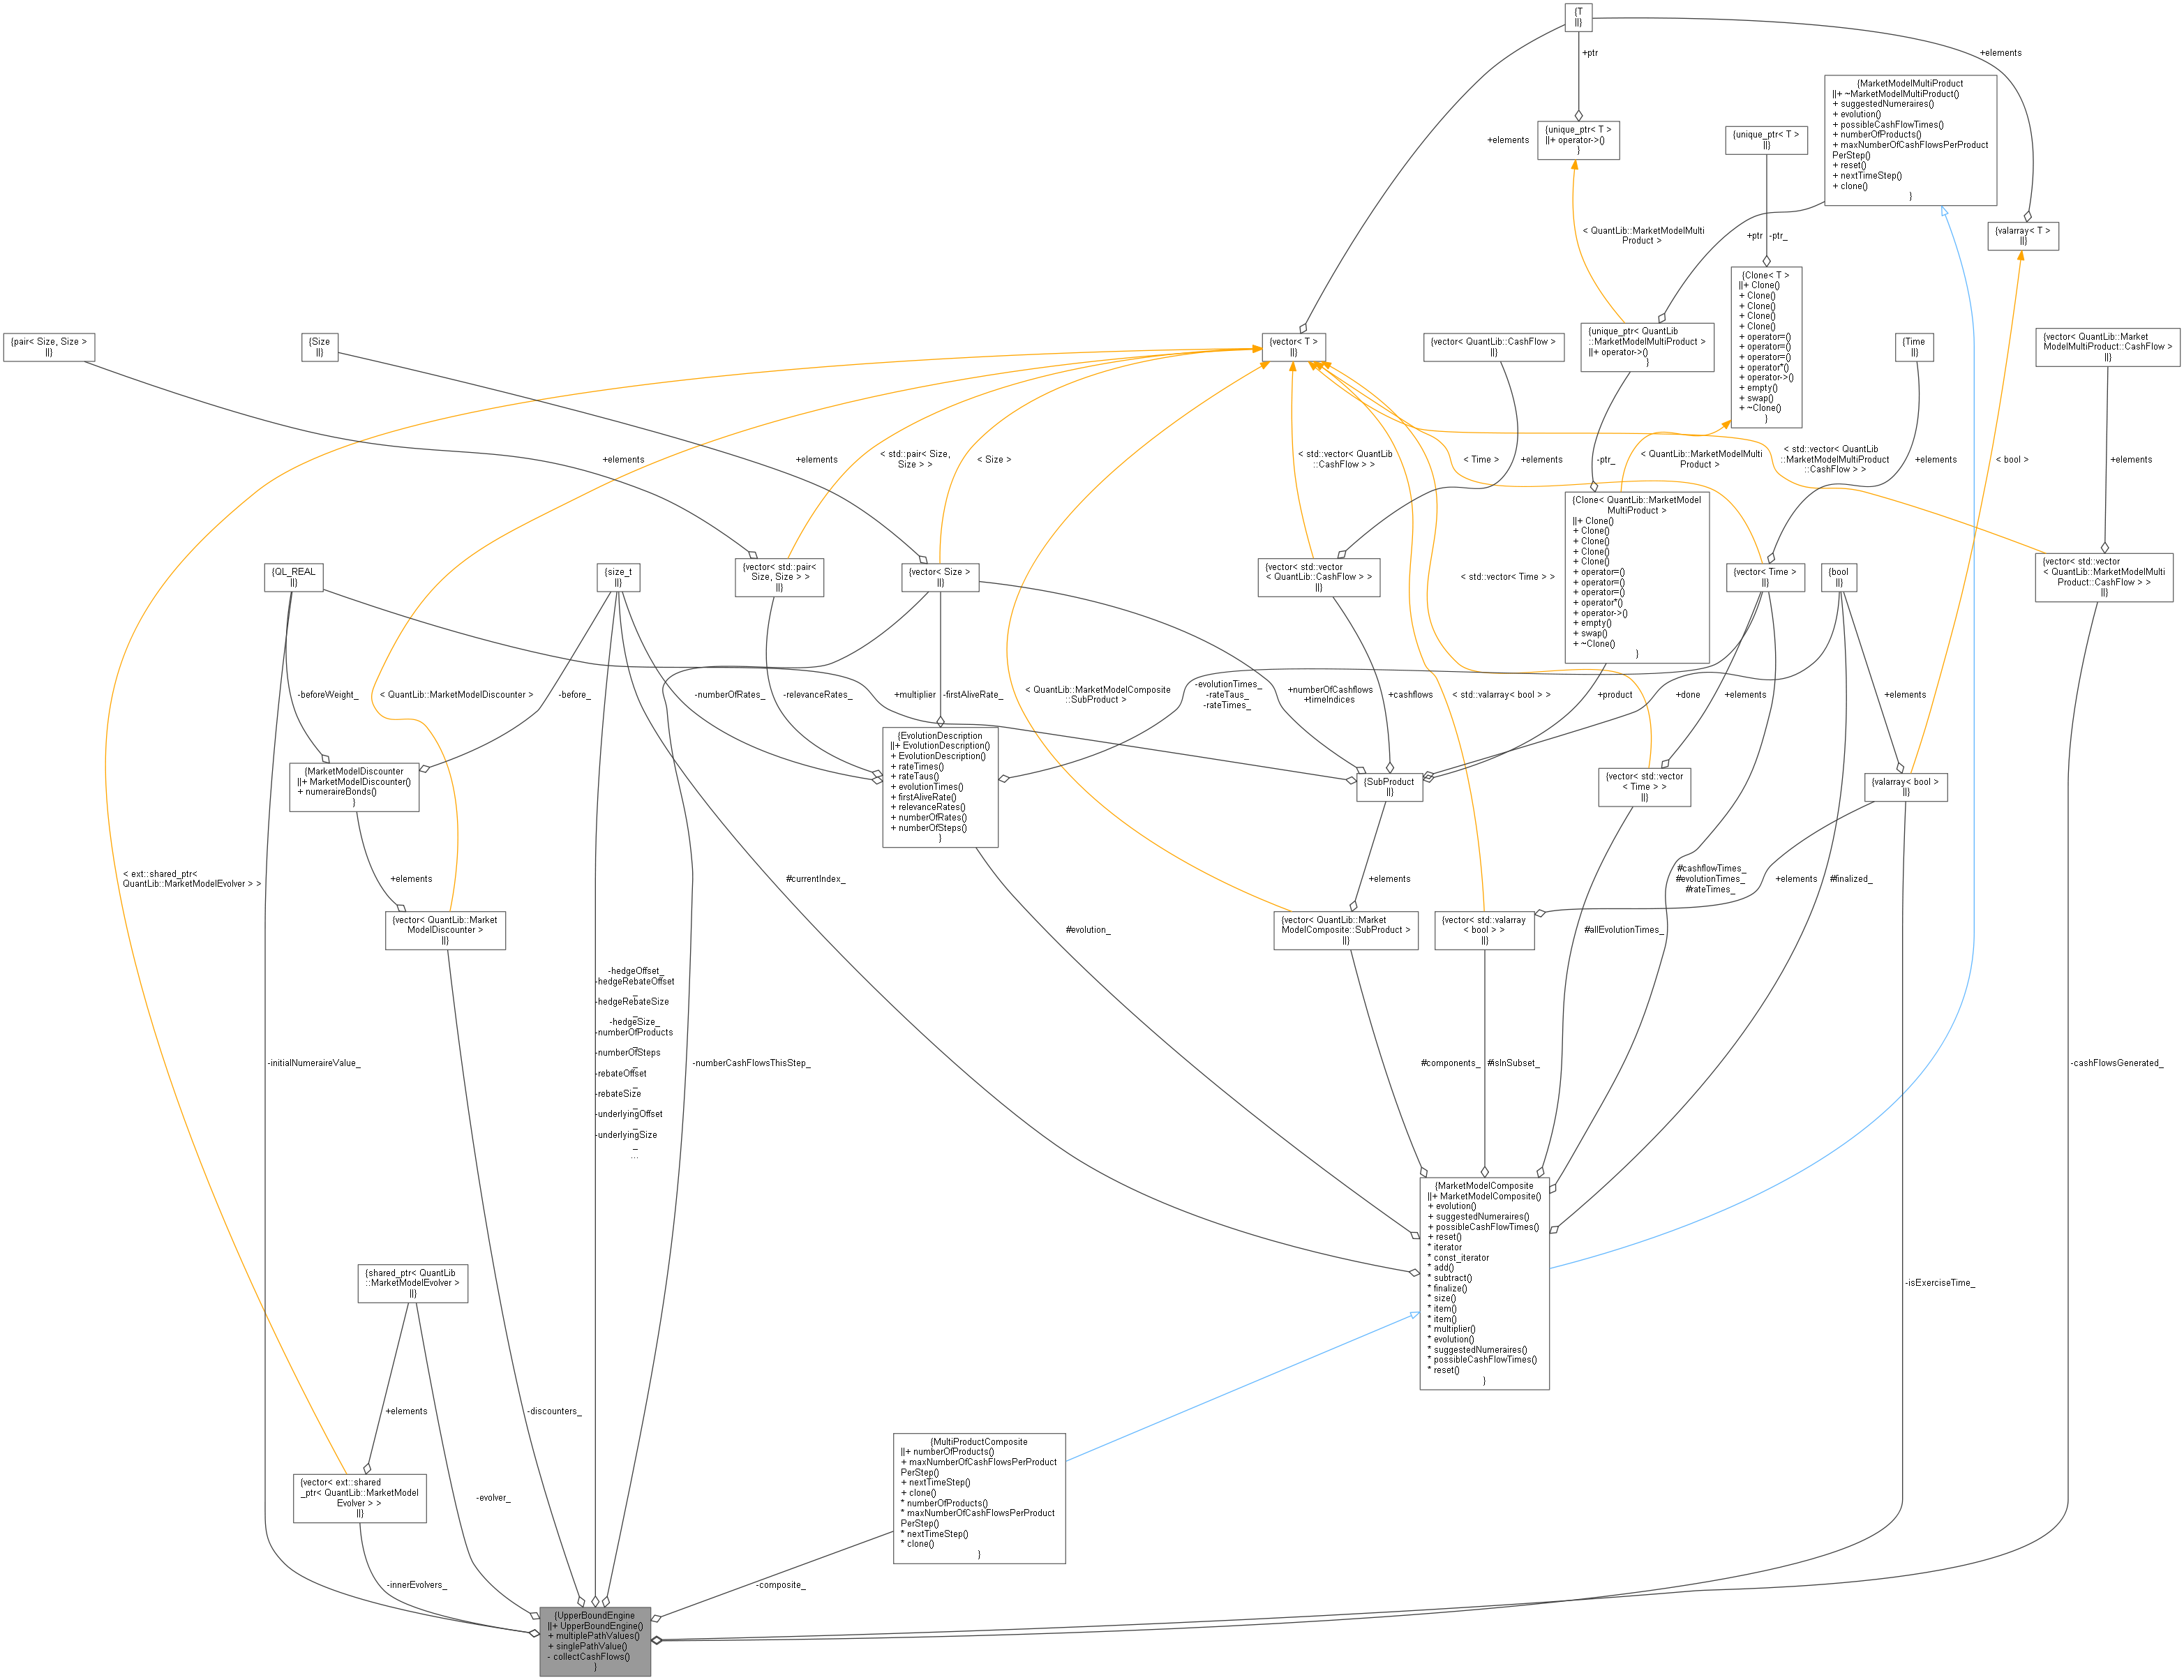 {T
||}
+ptr
+elements
+elements
{MarketModelMultiProduct
||+ ~MarketModelMultiProduct()
+ suggestedNumeraires()
+ evolution()
+ possibleCashFlowTimes()
+ numberOfProducts()
+ maxNumberOfCashFlowsPerProduct
PerStep()
+ reset()
+ nextTimeStep()
+ clone()
}
{unique_ptr< T >
||+ operator->()
}
{unique_ptr< T >
||}
{valarray< T >
||}
< QuantLib::MarketModelMulti
Product >
+ptr
-ptr_
{Clone< T >
||+ Clone()
+ Clone()
+ Clone()
+ Clone()
+ Clone()
+ operator=()
+ operator=()
+ operator=()
+ operator*()
+ operator->()
+ empty()
+ swap()
+ ~Clone()
}
{pair< Size, Size >
||}
{Size
||}
{vector< T >
||}
{vector< QuantLib::CashFlow >
||}
{unique_ptr< QuantLib
::MarketModelMultiProduct >
||+ operator->()
}
{Time
||}
{vector< QuantLib::Market
ModelMultiProduct::CashFlow >
||}
+elements
+elements
< std::pair< Size,
Size > >
< Size >
< std::vector< QuantLib
::CashFlow > >
+elements
-ptr_
< QuantLib::MarketModelMulti
Product >
< Time >
< std::vector< QuantLib
::MarketModelMultiProduct
::CashFlow > >
+elements
< bool >
+elements
{QL_REAL
||}
{size_t
||}
{vector< std::pair<
Size, Size > >
||}
{vector< Size >
||}
{vector< std::vector
< QuantLib::CashFlow > >
||}
< std::vector< Time > >
{Clone< QuantLib::MarketModel
MultiProduct >
||+ Clone()
+ Clone()
+ Clone()
+ Clone()
+ Clone()
+ operator=()
+ operator=()
+ operator=()
+ operator*()
+ operator->()
+ empty()
+ swap()
+ ~Clone()
}
{vector< Time >
||}
{bool
||}
{vector< std::vector
< QuantLib::MarketModelMulti
Product::CashFlow > >
||}
-beforeWeight_
< QuantLib::MarketModelDiscounter >
-before_
-numberOfRates_
-relevanceRates_
+multiplier
-firstAliveRate_
< QuantLib::MarketModelComposite
::SubProduct >
-evolutionTimes_
-rateTaus_
-rateTimes_
+numberOfCashflows
+timeIndices
+cashflows
< std::valarray< bool > >
+product
+done
+elements
+elements
{MarketModelDiscounter
||+ MarketModelDiscounter()
+ numeraireBonds()
}
{EvolutionDescription
||+ EvolutionDescription()
+ EvolutionDescription()
+ rateTimes()
+ rateTaus()
+ evolutionTimes()
+ firstAliveRate()
+ relevanceRates()
+ numberOfRates()
+ numberOfSteps()
}
{SubProduct
||}
{vector< std::vector
< Time > >
||}
{valarray< bool >
||}
< ext::shared_ptr<
QuantLib::MarketModelEvolver > >
+elements
#currentIndex_
+elements
#cashflowTimes_
#evolutionTimes_
#rateTimes_
+elements
#finalized_
{vector< QuantLib::Market
ModelDiscounter >
||}
#evolution_
{vector< QuantLib::Market
ModelComposite::SubProduct >
||}
{vector< std::valarray
< bool > >
||}
#allEvolutionTimes_
-hedgeOffset_
-hedgeRebateOffset
_
-hedgeRebateSize
_
-hedgeSize_
-numberOfProducts
_
-numberOfSteps
_
-rebateOffset
_
-rebateSize
_
-underlyingOffset
_
-underlyingSize
_
...
-initialNumeraireValue_
-numberCashFlowsThisStep_
#components_
#isInSubset_
-cashFlowsGenerated_
{MarketModelComposite
||+ MarketModelComposite()
+ evolution()
+ suggestedNumeraires()
+ possibleCashFlowTimes()
+ reset()
* iterator
* const_iterator
* add()
* subtract()
* finalize()
* size()
* item()
* item()
* multiplier()
* evolution()
* suggestedNumeraires()
* possibleCashFlowTimes()
* reset()
}
{shared_ptr< QuantLib
::MarketModelEvolver >
||}
-isExerciseTime_
+elements
-discounters_
{MultiProductComposite
||+ numberOfProducts()
+ maxNumberOfCashFlowsPerProduct
PerStep()
+ nextTimeStep()
+ clone()
* numberOfProducts()
* maxNumberOfCashFlowsPerProduct
PerStep()
* nextTimeStep()
* clone()
}
{vector< ext::shared
_ptr< QuantLib::MarketModel
Evolver > >
||}
-evolver_
-innerEvolvers_
-composite_
{UpperBoundEngine
||+ UpperBoundEngine()
+ multiplePathValues()
+ singlePathValue()
- collectCashFlows()
}